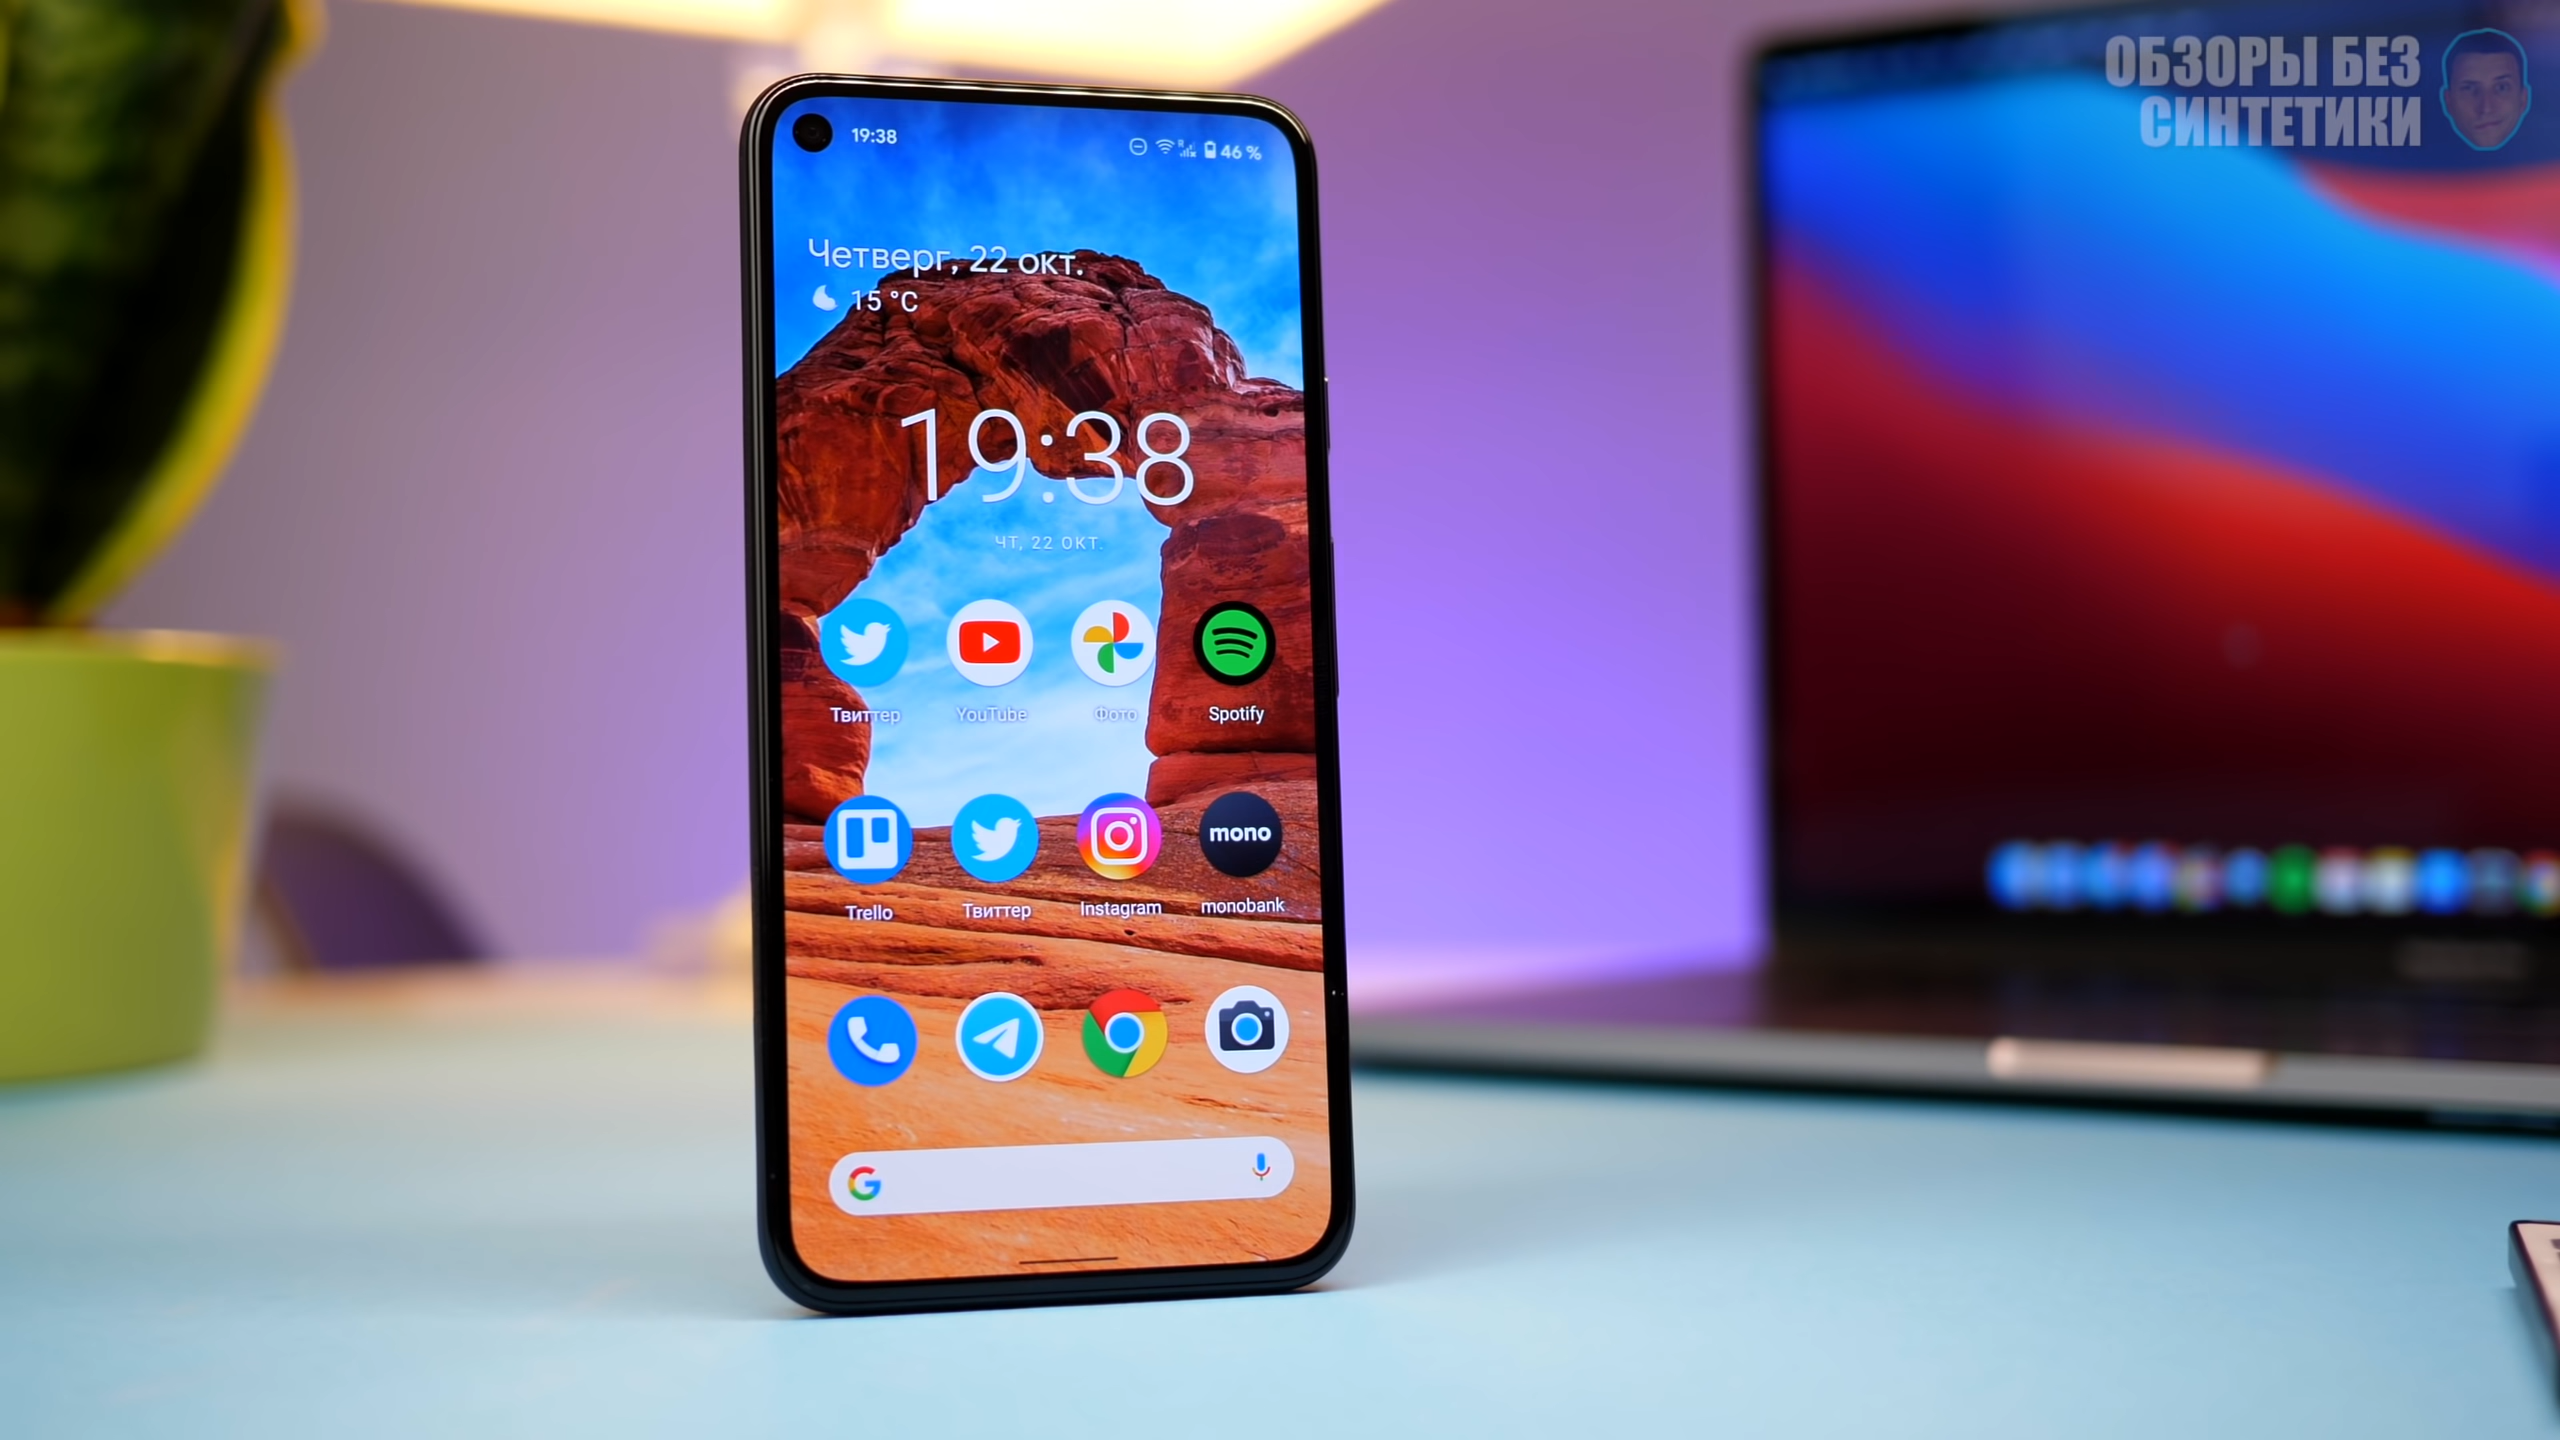 ОБЗОРЫ БЕЗ
СИНТЕТИКИ
19:38
46 %
Четверг, 22 окт.
15 °C
19:38
ЧТ, 22 ОКТ.
Твиттер YouTube Фото Spotify
mono
Trello Твиттер Instagram monobank